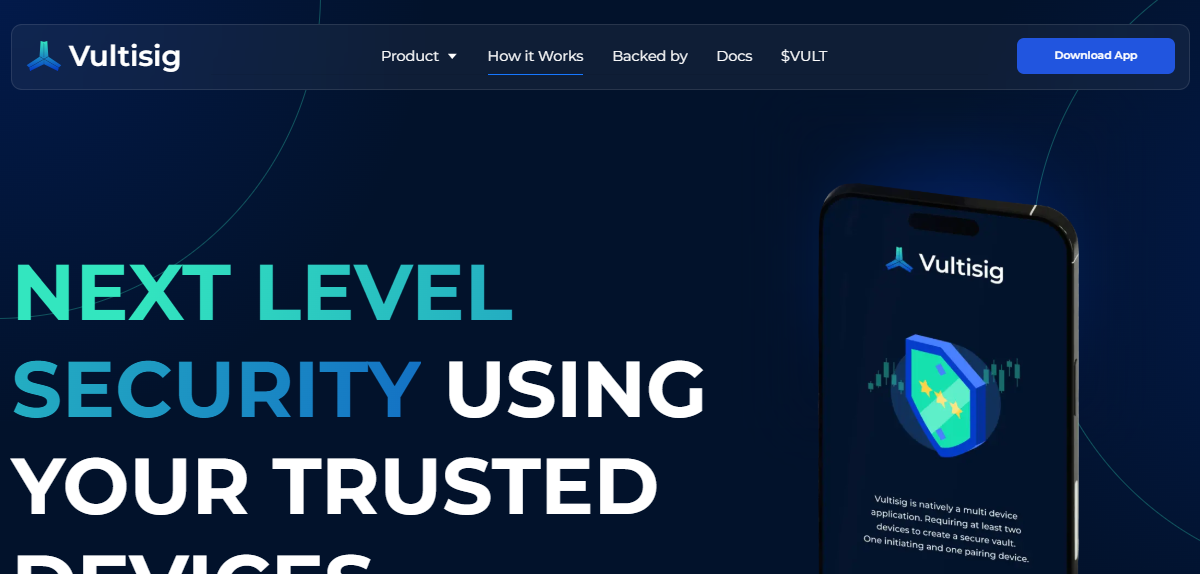 Vultisig
Product
How it Works
Backed by
Docs
$VULT
Download App
NEXT LEVEL
SECURITY USING
YOUR TRUSTED
DEVICES
Vultisig
Vultisig is natively a multi device
application. Requiring at least two
devices to create a secure vault.
One initiating and one pairing device.